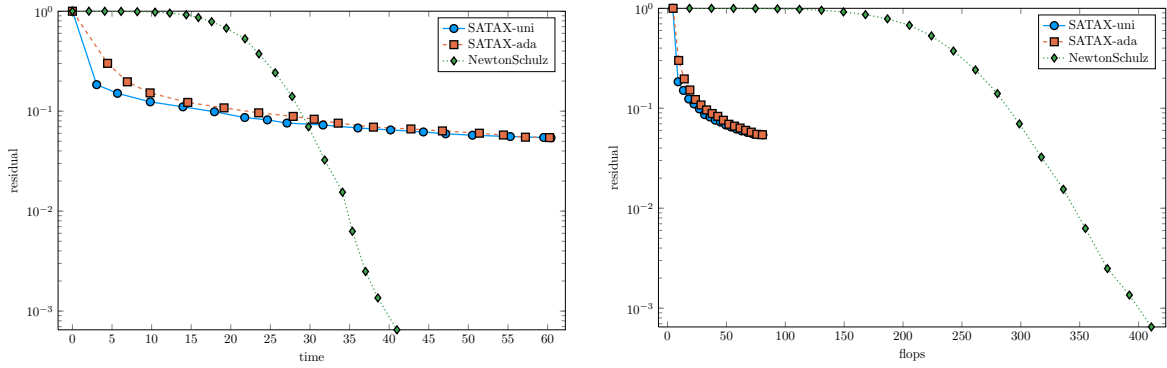 10^0
10^{-1}
10^{-2}
10^{-3}
residual
0 5 10 15 20 25 30 35 40 45 50 55 60
time
SATAX-uni
SATAX-ada
NewtonSchulz
10^0
10^{-1}
10^{-2}
10^{-3}
residual
0 50 100 150 200 250 300 350 400
flops
SATAX-uni
SATAX-ada
NewtonSchulz